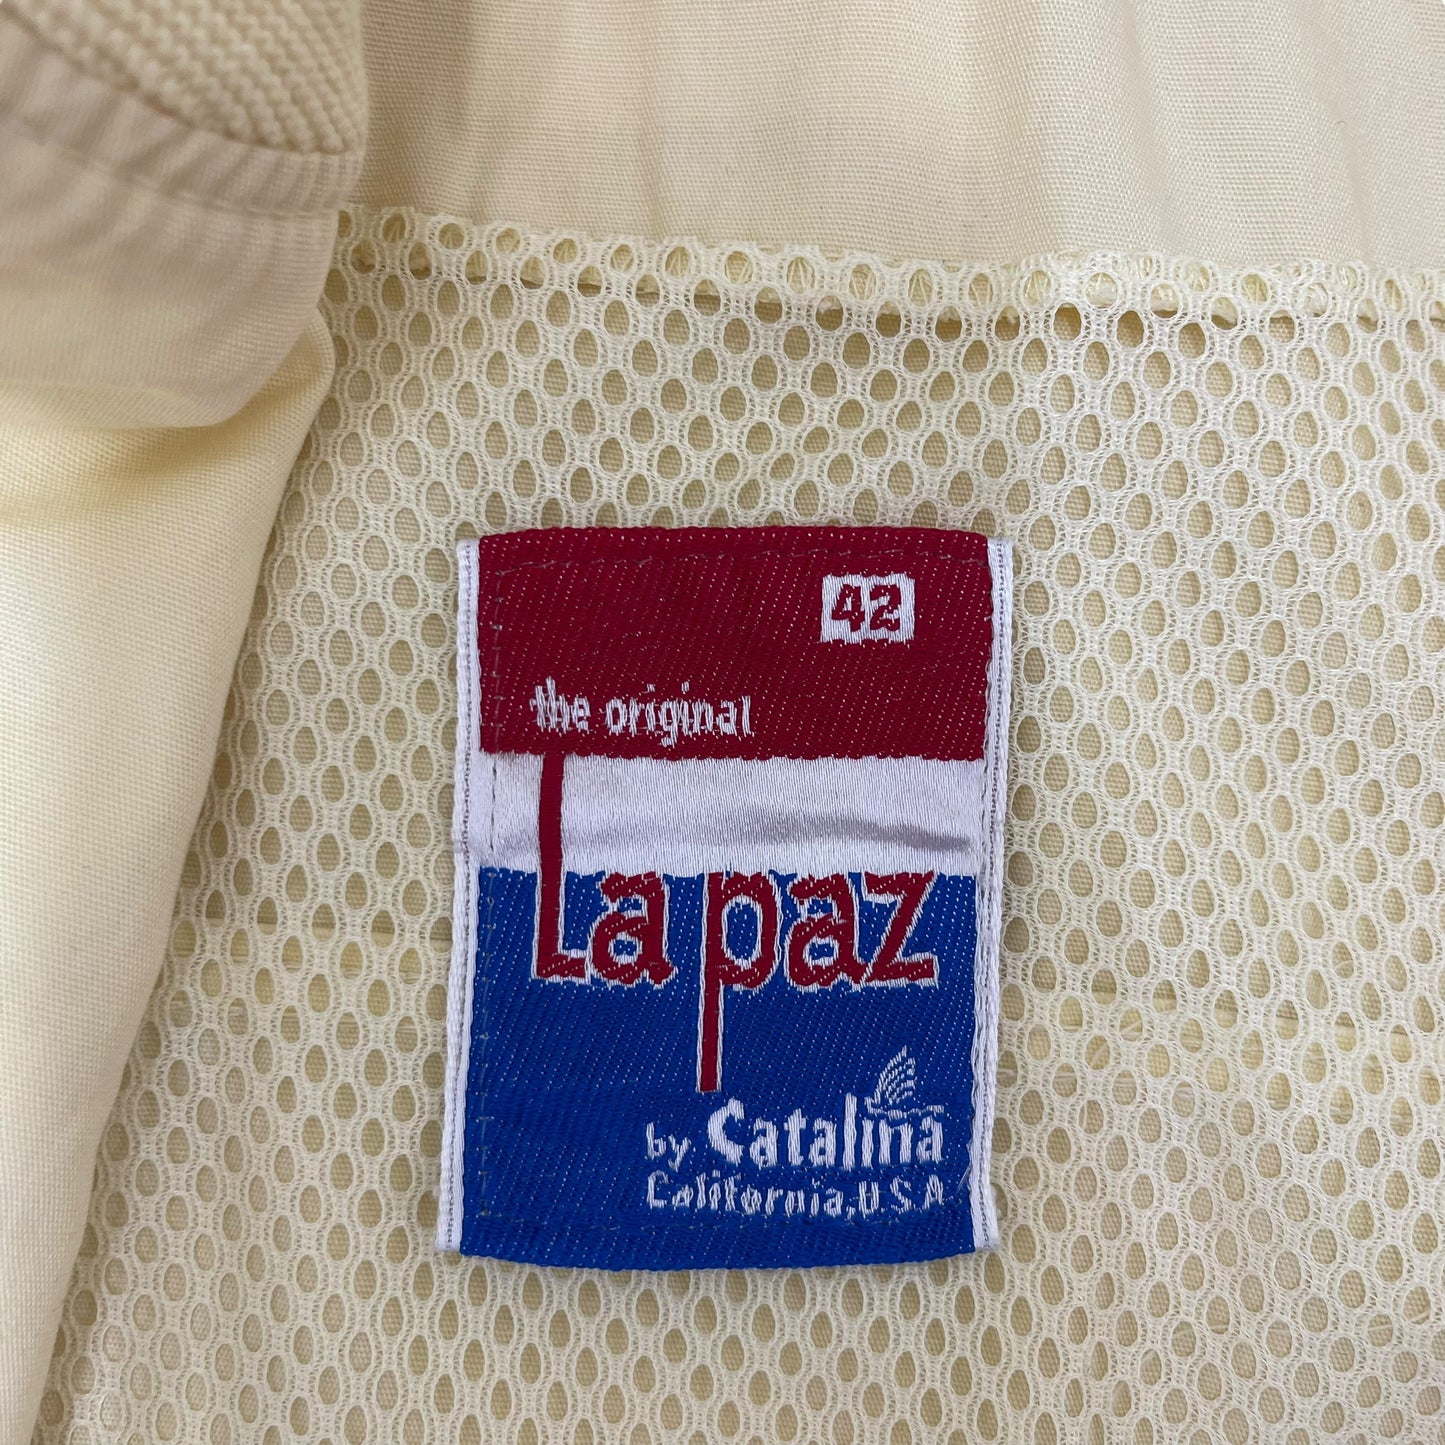 42
the original
La paz
by Catalina
California, U.S.A